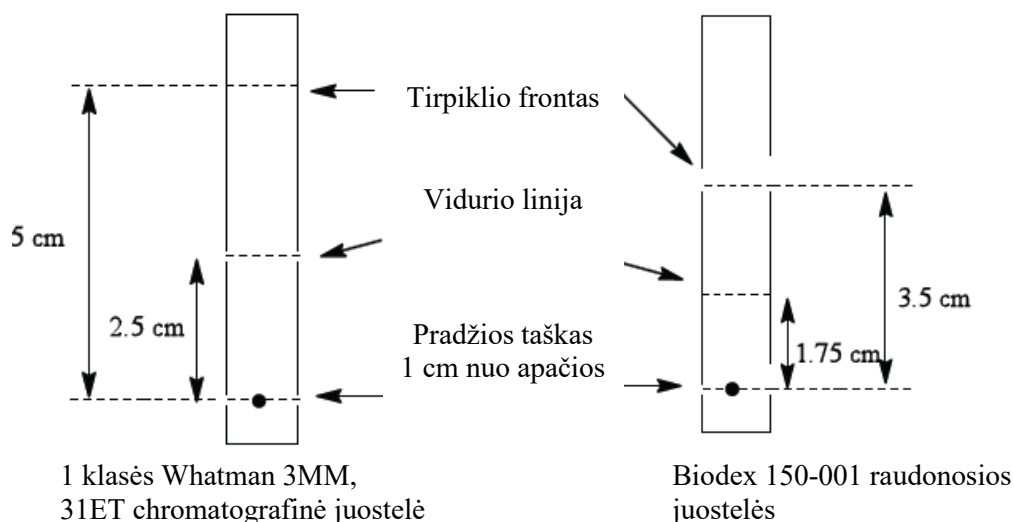 Tirpiklio frontas
Vidurio linija
5 cm
2.5 cm
3.5 cm
1.75 cm
Pradžios taškas
1 cm nuo apačios
1 klasės Whatman 3MM,
31ET chromatografinė juostelė
Biodex 150-001 raudonosios
juostelės